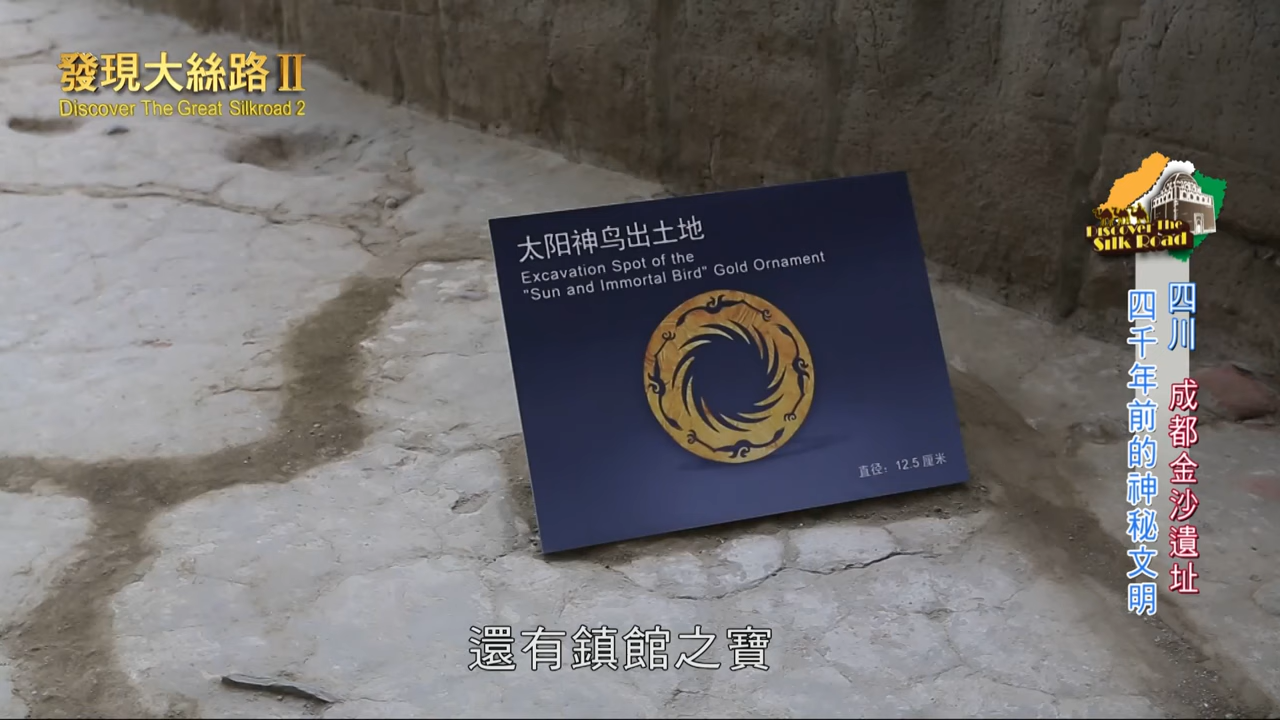 發現大絲路II
Discover The Great Silkroad 2
Discover The
Silk Road
太阳神鸟出土地
Excavation Spot of the
"Sun and Immortal Bird" Gold Ornament
直径：12.5厘米
四川 成都金沙遺址
四千年前的神秘文明
還有鎮館之寶